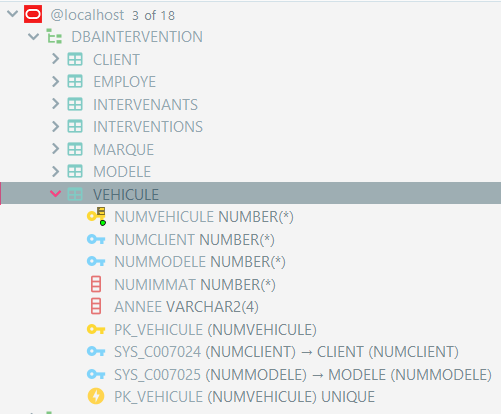 @localhost 3 of 18
DBAINTERVENTION
CLIENT
EMPLOYE
INTERVENANTS
INTERVENTIONS
MARQUE
MODELE
VEHICULE
NUMVEHICULE NUMBER(*)
NUMCLIENT NUMBER(*)
NUMMODELE NUMBER(*)
NUMIMMAT NUMBER(*)
ANNEE VARCHAR2(4)
PK_VEHICULE (NUMVEHICULE)
SYS_C007024 (NUMCLIENT) → CLIENT (NUMCLIENT)
SYS_C007025 (NUMMODELE) → MODELE (NUMMODELE)
PK_VEHICULE (NUMVEHICULE) UNIQUE